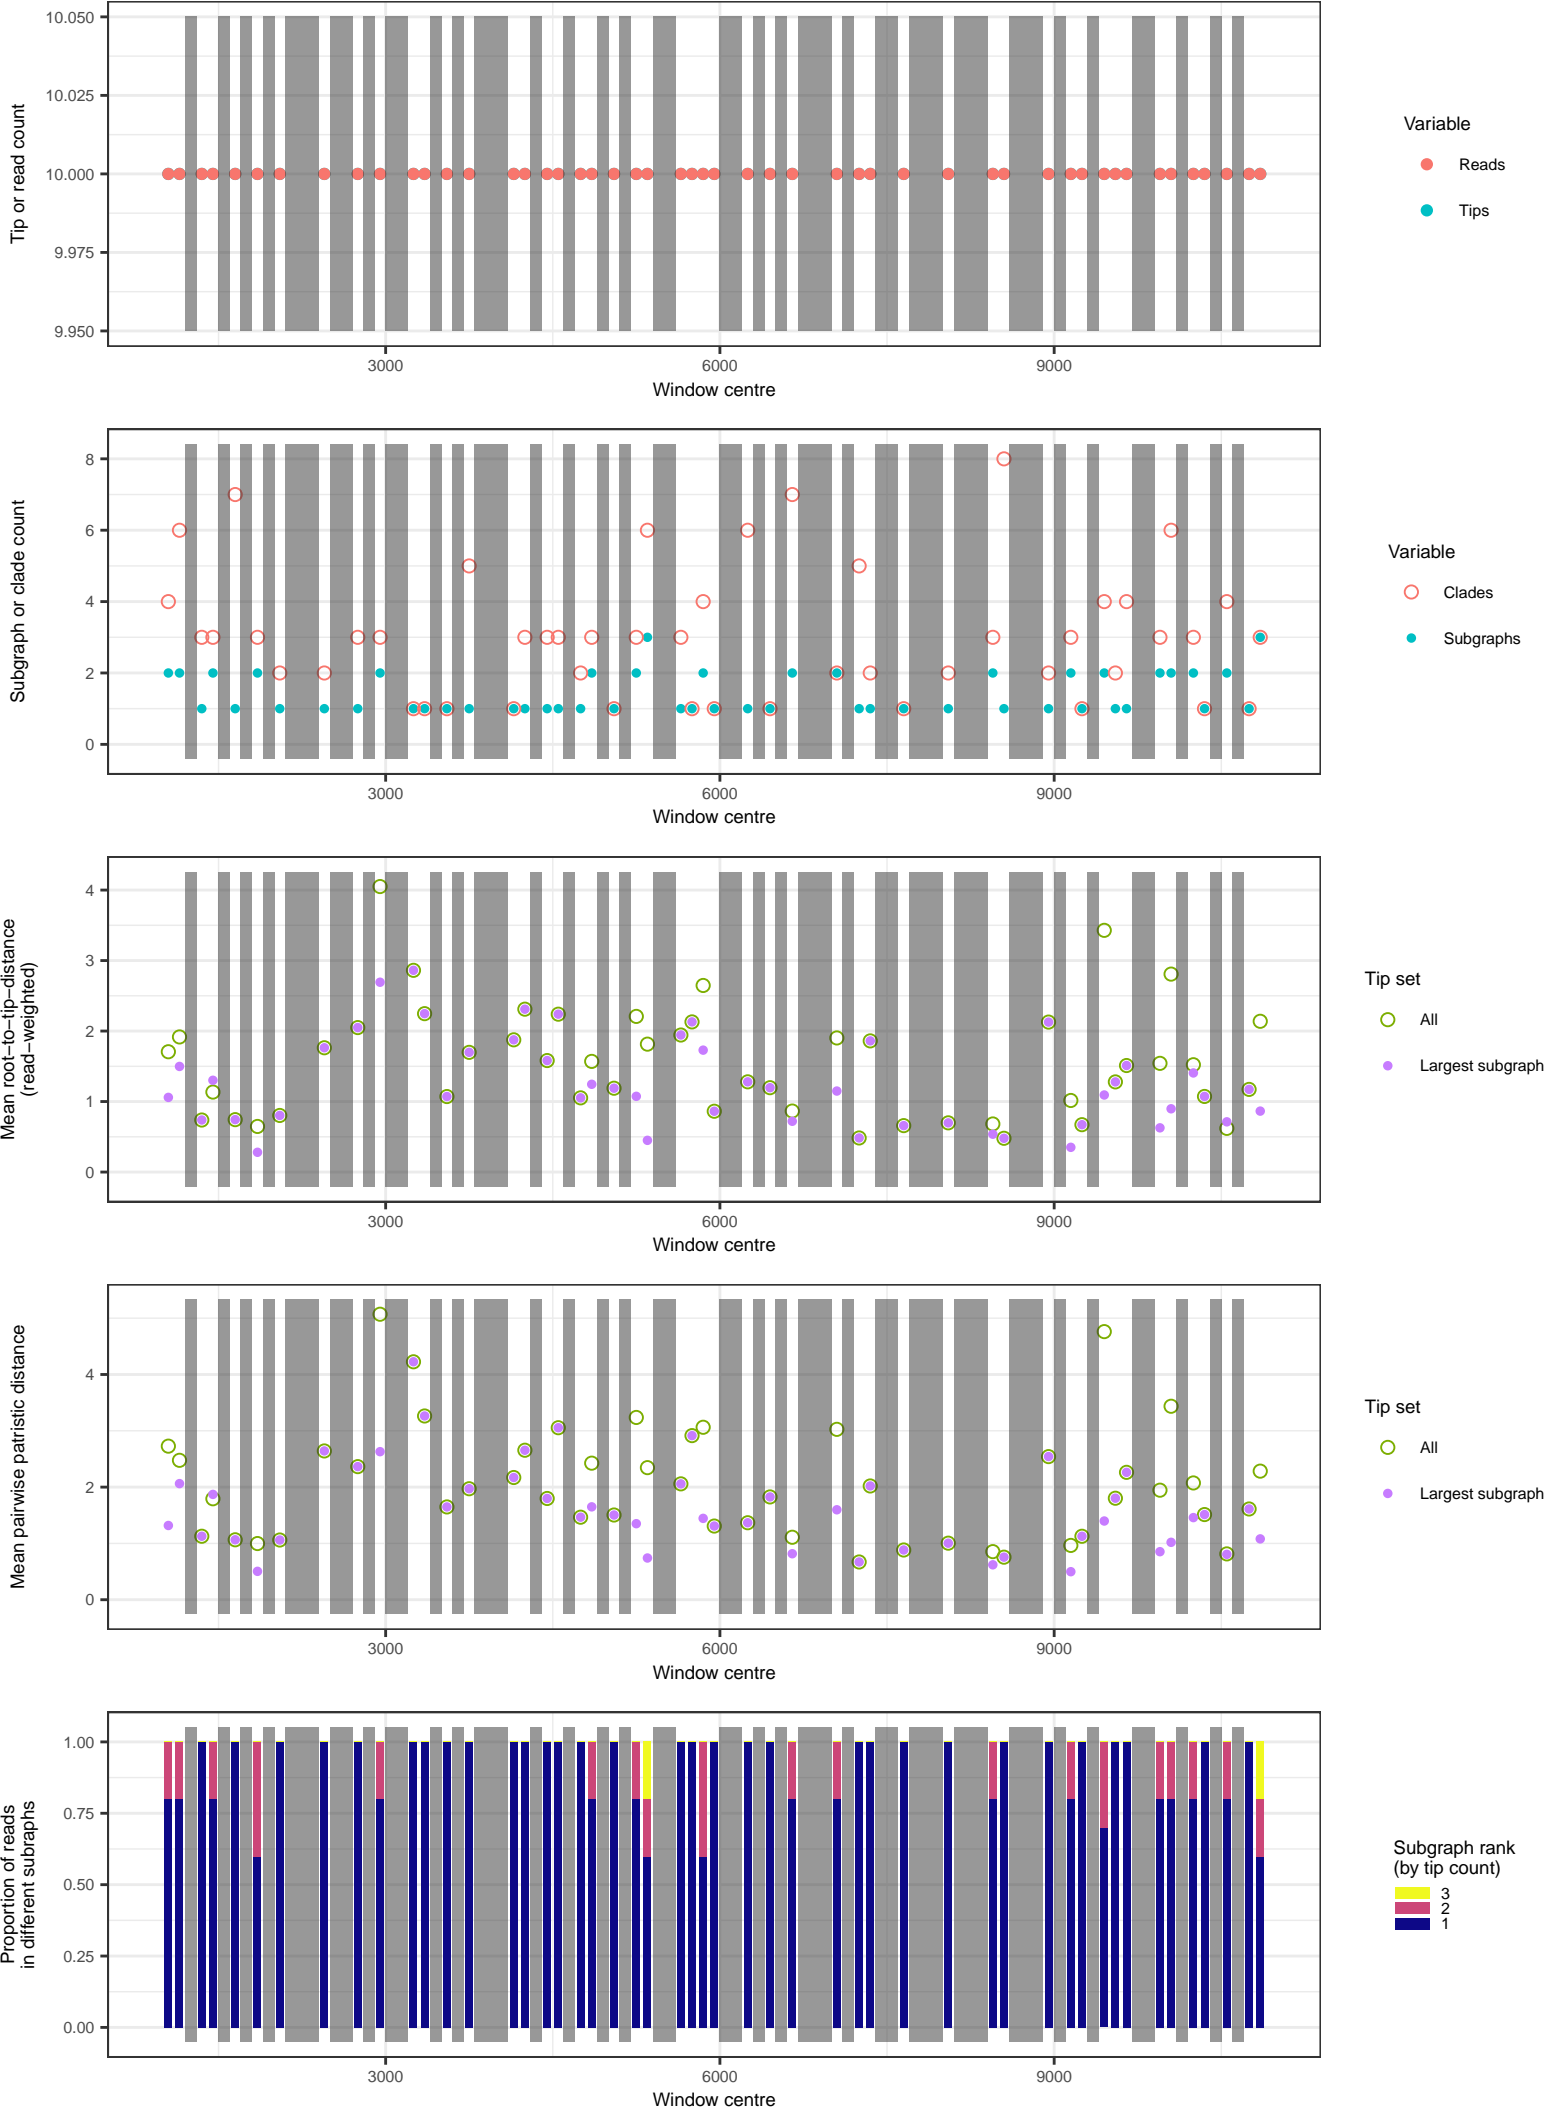 Tip or read count
10.050
10.025
10.000
9.975
9.950
3000
6000
9000
Window centre
Variable
Reads
Tips
Subgraph or clade count
8
6
4
2
0
3000
6000
9000
Window centre
Variable
Clades
Subgraphs
Mean root−to−tip−distance
(read−weighted)
4
3
2
1
0
3000
6000
9000
Window centre
Tip set
All
Largest subgraph
Mean pairwise patristic distance
4
2
0
3000
6000
9000
Window centre
Tip set
All
Largest subgraph
Proportion of reads
in different subraphs
1.00
0.75
0.50
0.25
0.00
3000
6000
9000
Window centre
Subgraph rank
(by tip count)
3
2
1